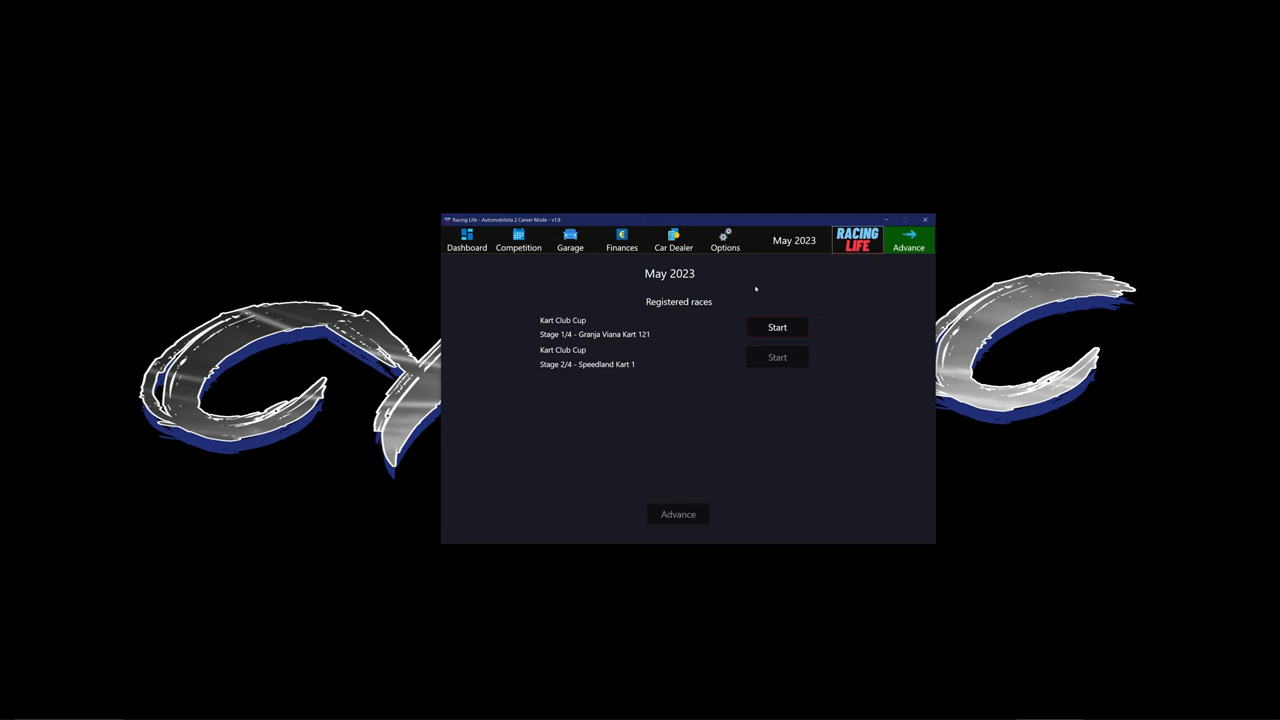 Racing Life - Automobilista 2 Career Mode - v1.9
Dashboard
Competition
Garage
Finances
Car Dealer
Options
May 2023
RACING
LIFE
Advance
May 2023
Registered races
Kart Club Cup
Stage 1/4 - Granja Viana Kart 121
Start
Kart Club Cup
Stage 2/4 - Speedland Kart 1
Start
Advance